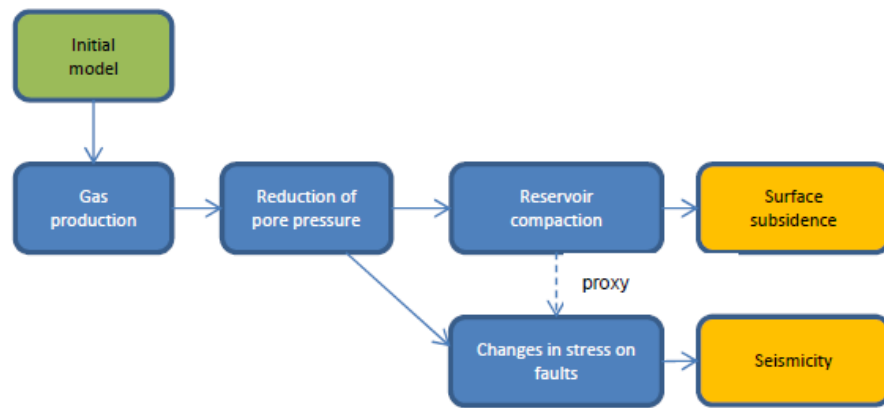 Initial
model
Gas
production
Reduction of
pore pressure
Reservoir
compaction
Surface
subsidence
proxy
Changes in stress on
faults
Seismicity